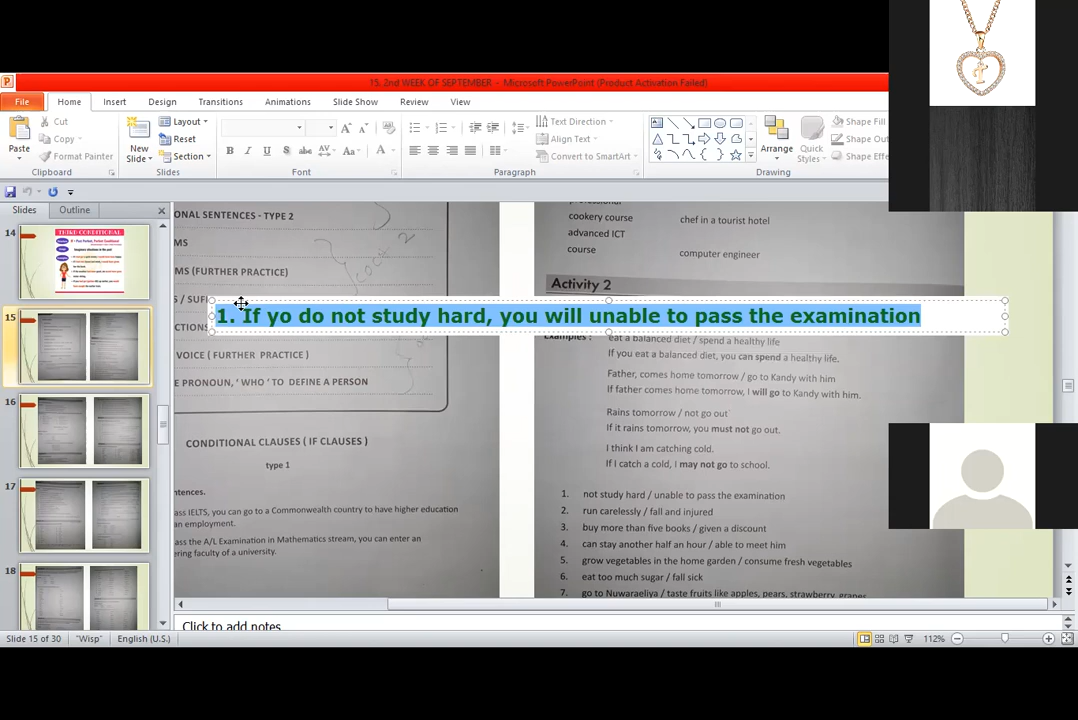 15. 2nd WEEK OF SEPTEMBER - Microsoft PowerPoint (Product Activation Failed)
File Home Insert Design Transitions Animations Slide Show Review View
Cut
Copy
Format Painter
Paste
Clipboard
New Slide
Layout
Reset
Section
Slides
Font
Text Direction
Align Text
Convert to SmartArt
Paragraph
Arrange
Quick Styles
Shape Fill
Shape
Shape Effe
Drawing
Slides Outline
14
THIRD CONDITIONAL
15
16
17
18
ONAL SENTENCES - TYPE 2
MS
MS (FURTHER PRACTICE)
S / SUF
CTIONS
VOICE ( FURTHER PRACTICE )
E PRONOUN, ' WHO ' TO DEFINE A PERSON
CONDITIONAL CLAUSES ( IF CLAUSES )
type 1
ntences.
ass IELTS, you can go to a Commonwealth country to have higher education
an employment.
ass the A/L Examination in Mathematics stream, you can enter an
ering faculty of a university.
cookery course chef in a tourist hotel
advanced ICT
course computer engineer
Activity 2
1. If yo do not study hard, you will unable to pass the examination
Examples : eat a balanced diet / spend a healthy life
If you eat a balanced diet, you can spend a healthy life.
Father, comes home tomorrow / go to Kandy with him
If father comes home tomorrow, I will go to Kandy with him.
Rains tomorrow / not go out
If it rains tomorrow, you must not go out.
I think I am catching cold.
If I catch a cold, I may not go to school.
1. not study hard / unable to pass the examination
2. run carelessly / fall and injured
3. buy more than five books / given a discount
4. can stay another half an hour / able to meet him
5. grow vegetables in the home garden / consume fresh vegetables
6. eat too much sugar / fall sick
7. go to Nuwaraeliya / taste fruits like apples, pears, strawberry, grapes
Click to add notes
Slide 15 of 30 "Wisp" English (U.S.) 112%